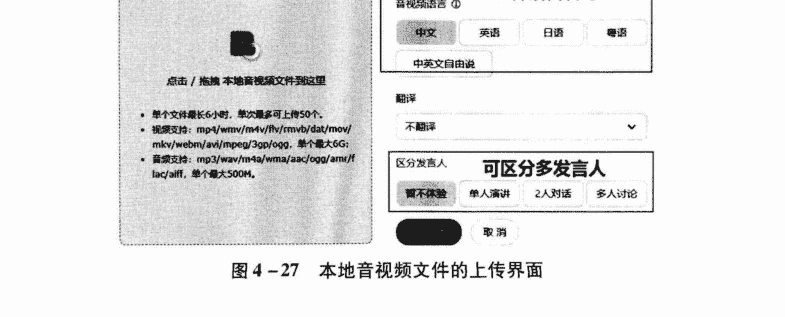 点击 / 拖拽 本地音视频文件到这里
• 单个文件最长6小时，单次最多可上传50个。
• 视频支持：mp4/wmv/m4v/flv/rmvb/dat/mov/
mkv/webm/avi/mpeg/3gp/ogg，单个最大6G；
• 音频支持：mp3/wav/m4a/wma/aac/ogg/amr/f
lac/aiff，单个最大500M。
音视频语言
中文 英语 日语 粤语
中英文自由说
翻译
不翻译
区分发言人 可区分多发言人
暂不体验 单人演讲 2人对话 多人讨论
取消
图4-27 本地音视频文件的上传界面